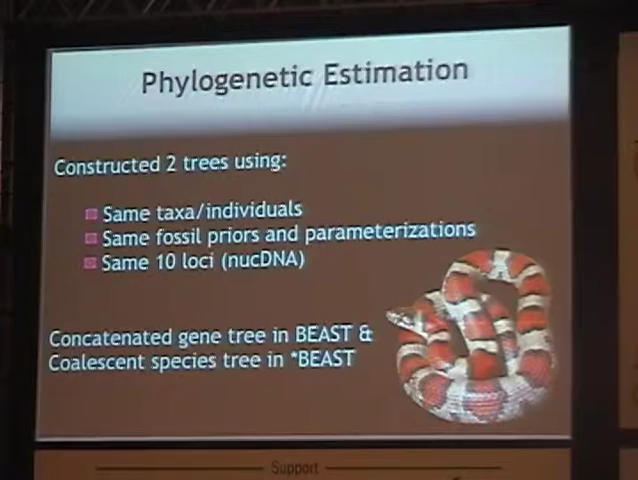 Phylogenetic Estimation
Constructed 2 trees using:
Same taxa/individuals
Same fossil priors and parameterizations
Same 10 loci (nucDNA)
Concatenated gene tree in BEAST &
Coalescent species tree in *BEAST
Support